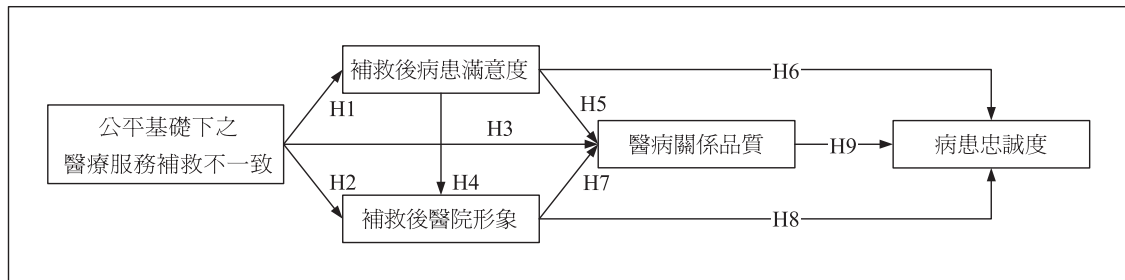 補救後病患滿意度
H6
H1
H5
公平基礎下之
醫療服務補救不一致
H3
醫病關係品質
H9
病患忠誠度
H2
H4
H7
補救後醫院形象
H8